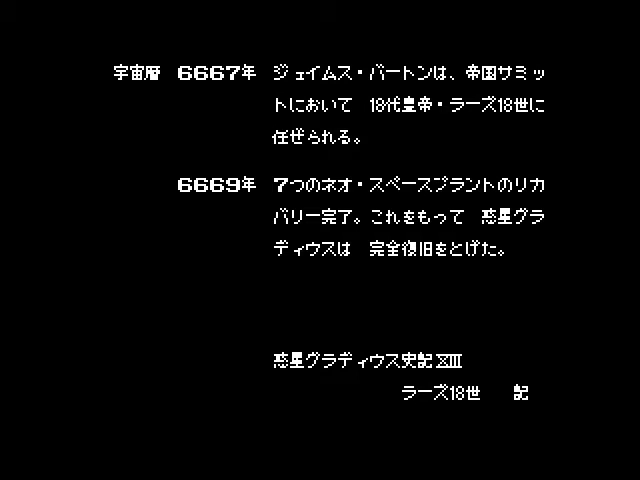 宇宙暦 6667年 ジェイムス・バートンは、帝国サミッ
トにおいて 18代皇帝・ラーズ18世に
任ぜられる。
6669年 7つのネオ・スペースプラントのリカ
バリー完了。これをもって 惑星グラ
ディウスは 完全復旧をとげた。
惑星グラディウス史記XIII
ラーズ18世 記